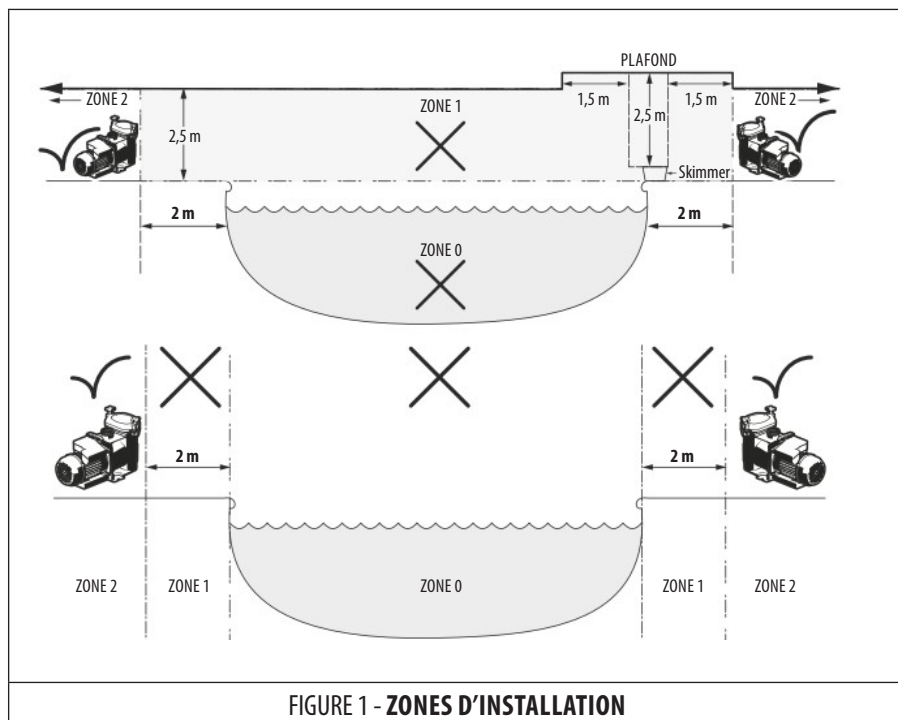 PLAFOND
ZONE 2
ZONE 1
1,5 m
1,5 m
ZONE 2
2,5 m
2,5 m
Skimmer
2 m
2 m
ZONE 0
2 m
2 m
ZONE 2
ZONE 1
ZONE 0
ZONE 1
ZONE 2
FIGURE 1 - ZONES D'INSTALLATION